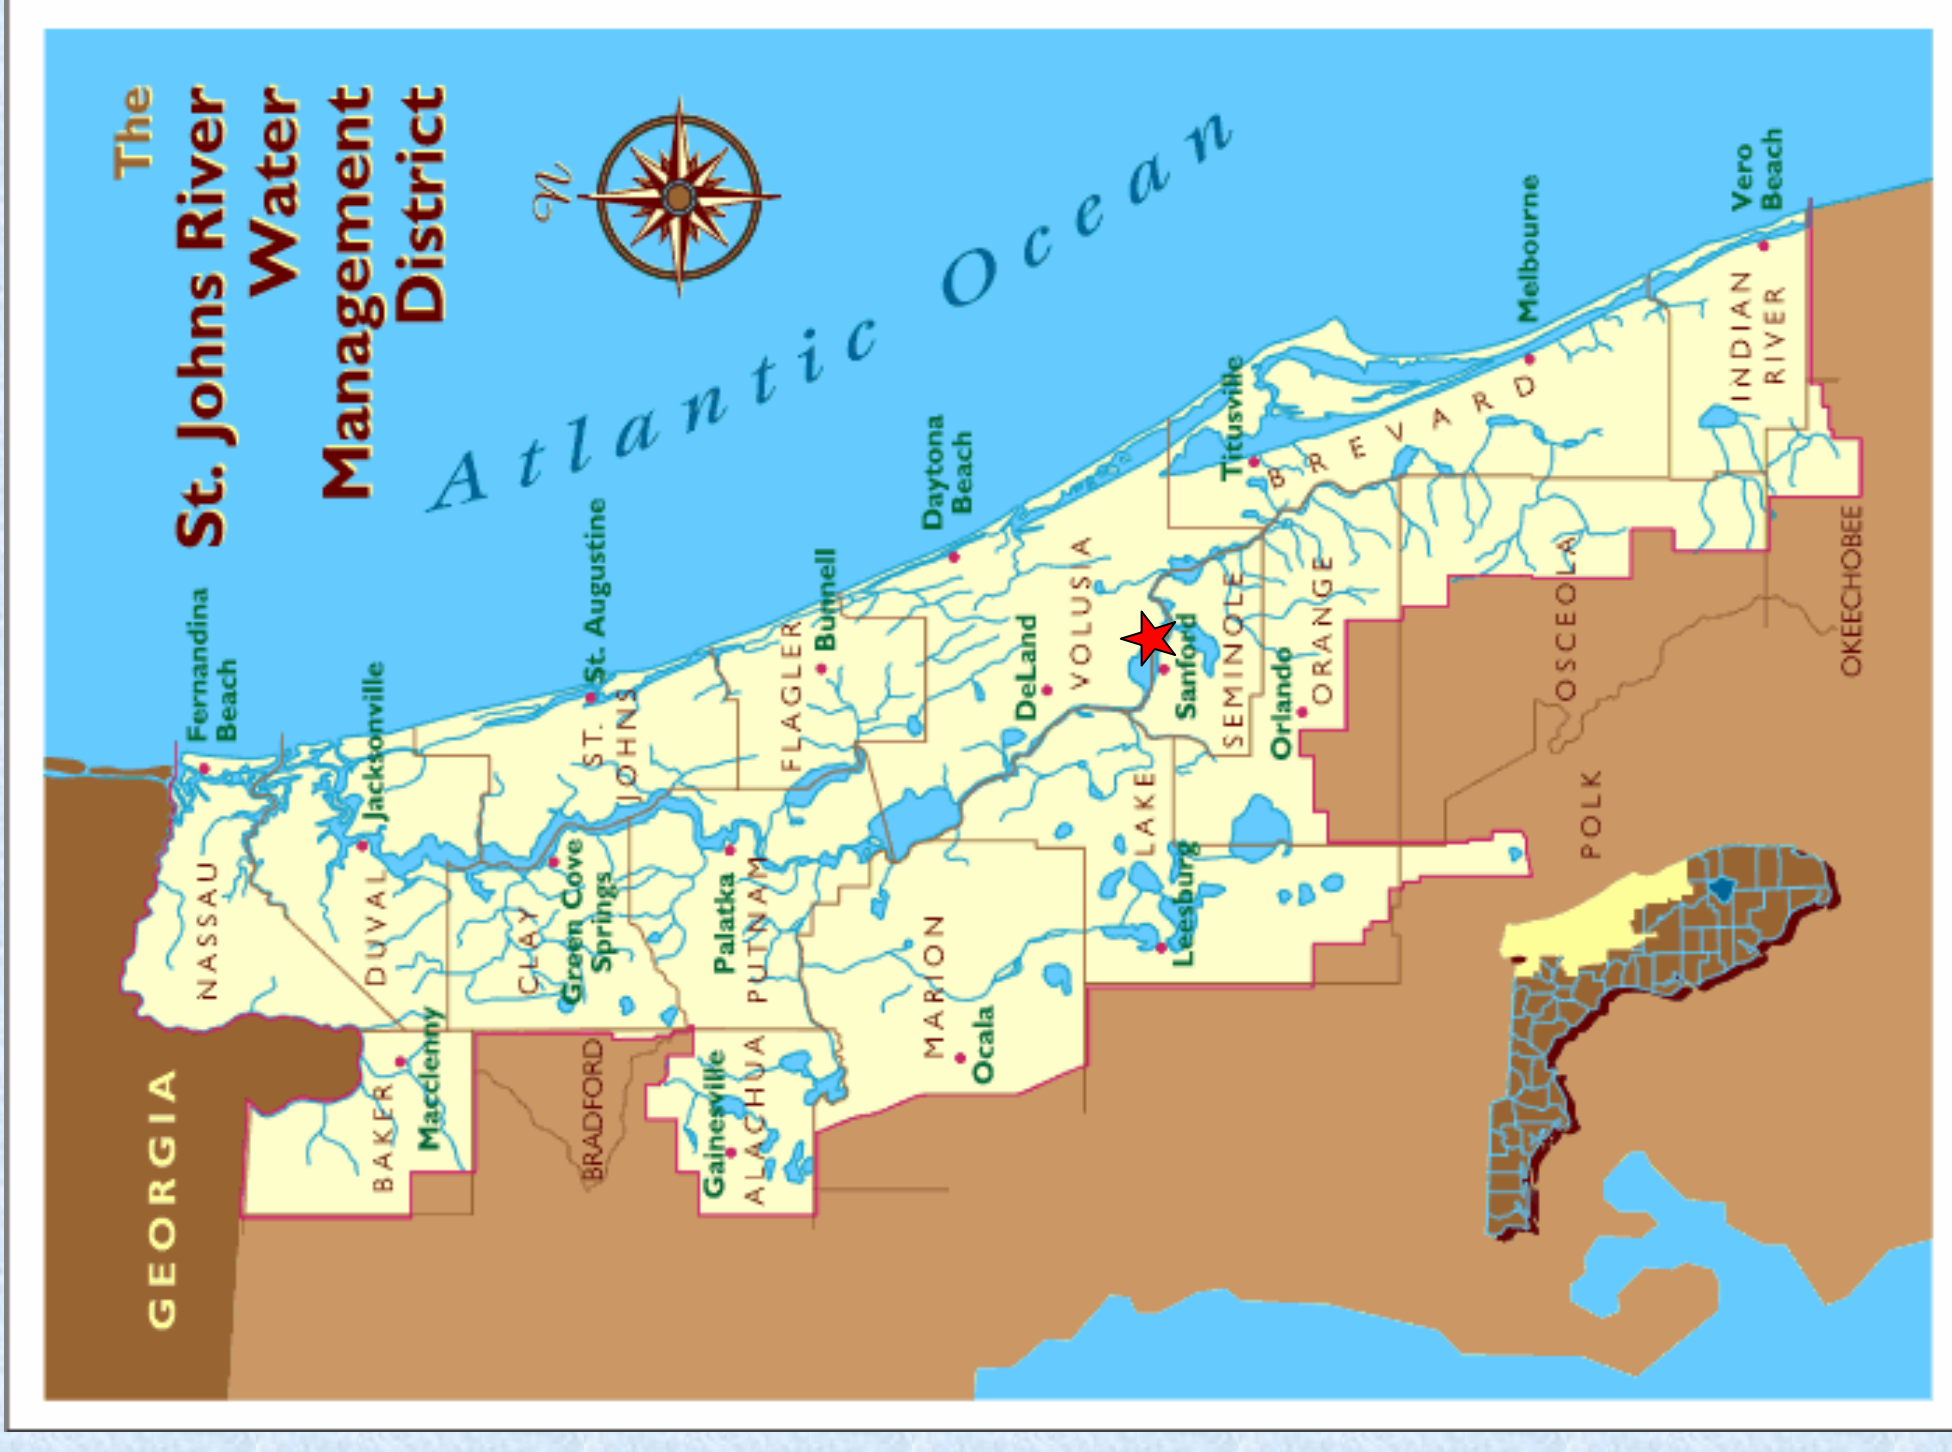 The
St. Johns River
Water
Management
District
N
Atlantic Ocean
GEORGIA
Fernandina
Beach
NASSAU
Jacksonville
DUVAL
BAKER
Macclenny
St. Augustine
ST.
JOHNS
CLAY
Green Cove
Springs
BRADFORD
Bunnell
FLAGLER
Palatka
PUTNAM
Gainesville
ALACHUA
Daytona
Beach
DeLand
VOLUSIA
MARION
Ocala
Titusville
BREVARD
Sanford
SEMINOLE
Orlando
ORANGE
LAKE
Leesburg
Melbourne
OSCEOLA
POLK
Vero
Beach
INDIAN
RIVER
OKEECHOBEE